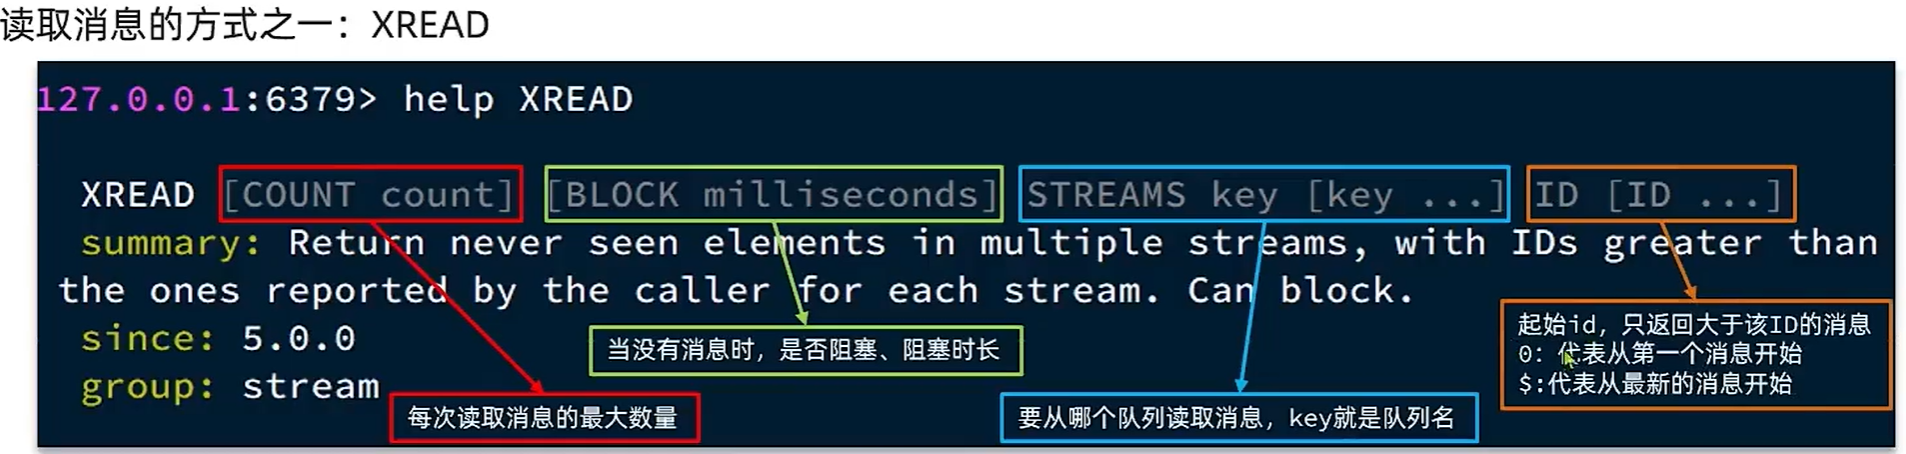 读取消息的方式之一：XREAD
127.0.0.1:6379> help XREAD
XREAD [COUNT count] [BLOCK milliseconds] STREAMS key [key ...] ID [ID ...]
summary: Return never seen elements in multiple streams, with IDs greater than
the ones reported by the caller for each stream. Can block.
since: 5.0.0
group: stream
当没有消息时，是否阻塞、阻塞时长
每次读取消息的最大数量
要从哪个队列读取消息，key就是队列名
起始id，只返回大于该ID的消息
0：代表从第一个消息开始
$:代表从最新的消息开始